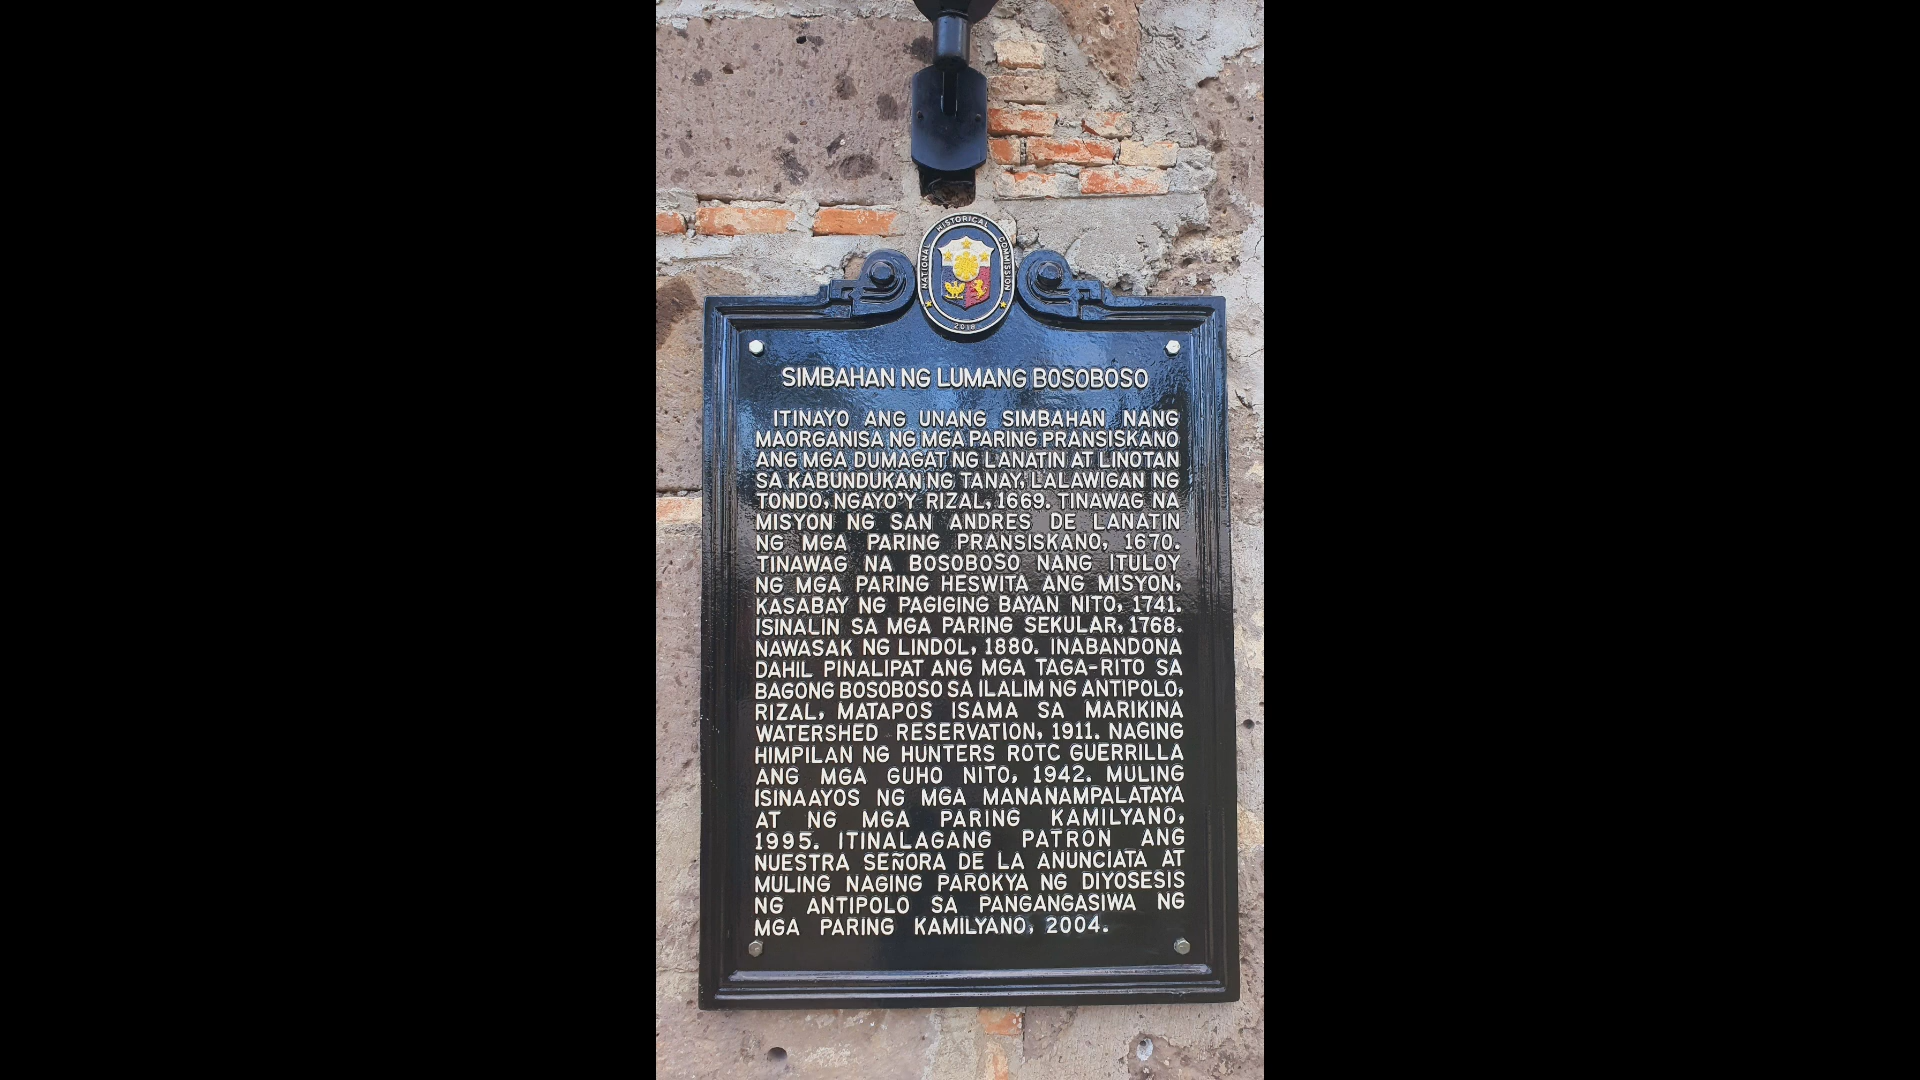 NATIONAL HISTORICAL COMMISSION
2018
SIMBAHAN NG LUMANG BOSOBOSO
ITINAYO ANG UNANG SIMBAHAN NANG
MAORGANISA NG MGA PARING PRANSISKANO
ANG MGA DUMAGAT NG LANATIN AT LINOTAN
SA KABUNDUKAN NG TANAY, LALAWIGAN NG
TONDO, NGAYO'Y RIZAL, 1669. TINAWAG NA
MISYON NG SAN ANDRES DE LANATIN
NG MGA PARING PRANSISKANO, 1670.
TINAWAG NA BOSOBOSO NANG ITULOY
NG MGA PARING HESWITA ANG MISYON,
KASABAY NG PAGIGING BAYAN NITO, 1741.
ISINALIN SA MGA PARING SEKULAR, 1768.
NAWASAK NG LINDOL, 1880. INABANDONA
DAHIL PINALIPAT ANG MGA TAGA-RITO SA
BAGONG BOSOBOSO SA ILALIM NG ANTIPOLO,
RIZAL, MATAPOS ISAMA SA MARIKINA
WATERSHED RESERVATION, 1911. NAGING
HIMPILAN NG HUNTERS ROTC GUERRILLA
ANG MGA GUHO NITO, 1942. MULING
ISINAAYOS NG MGA MANANAMPALATAYA
AT NG MGA PARING KAMILYANO,
1995. ITINALAGANG PATRON ANG
NUESTRA SEÑORA DE LA ANUNCIATA AT
MULING NAGING PAROKYA NG DIYOSESIS
NG ANTIPOLO SA PANGANGASIWA NG
MGA PARING KAMILYANO, 2004.